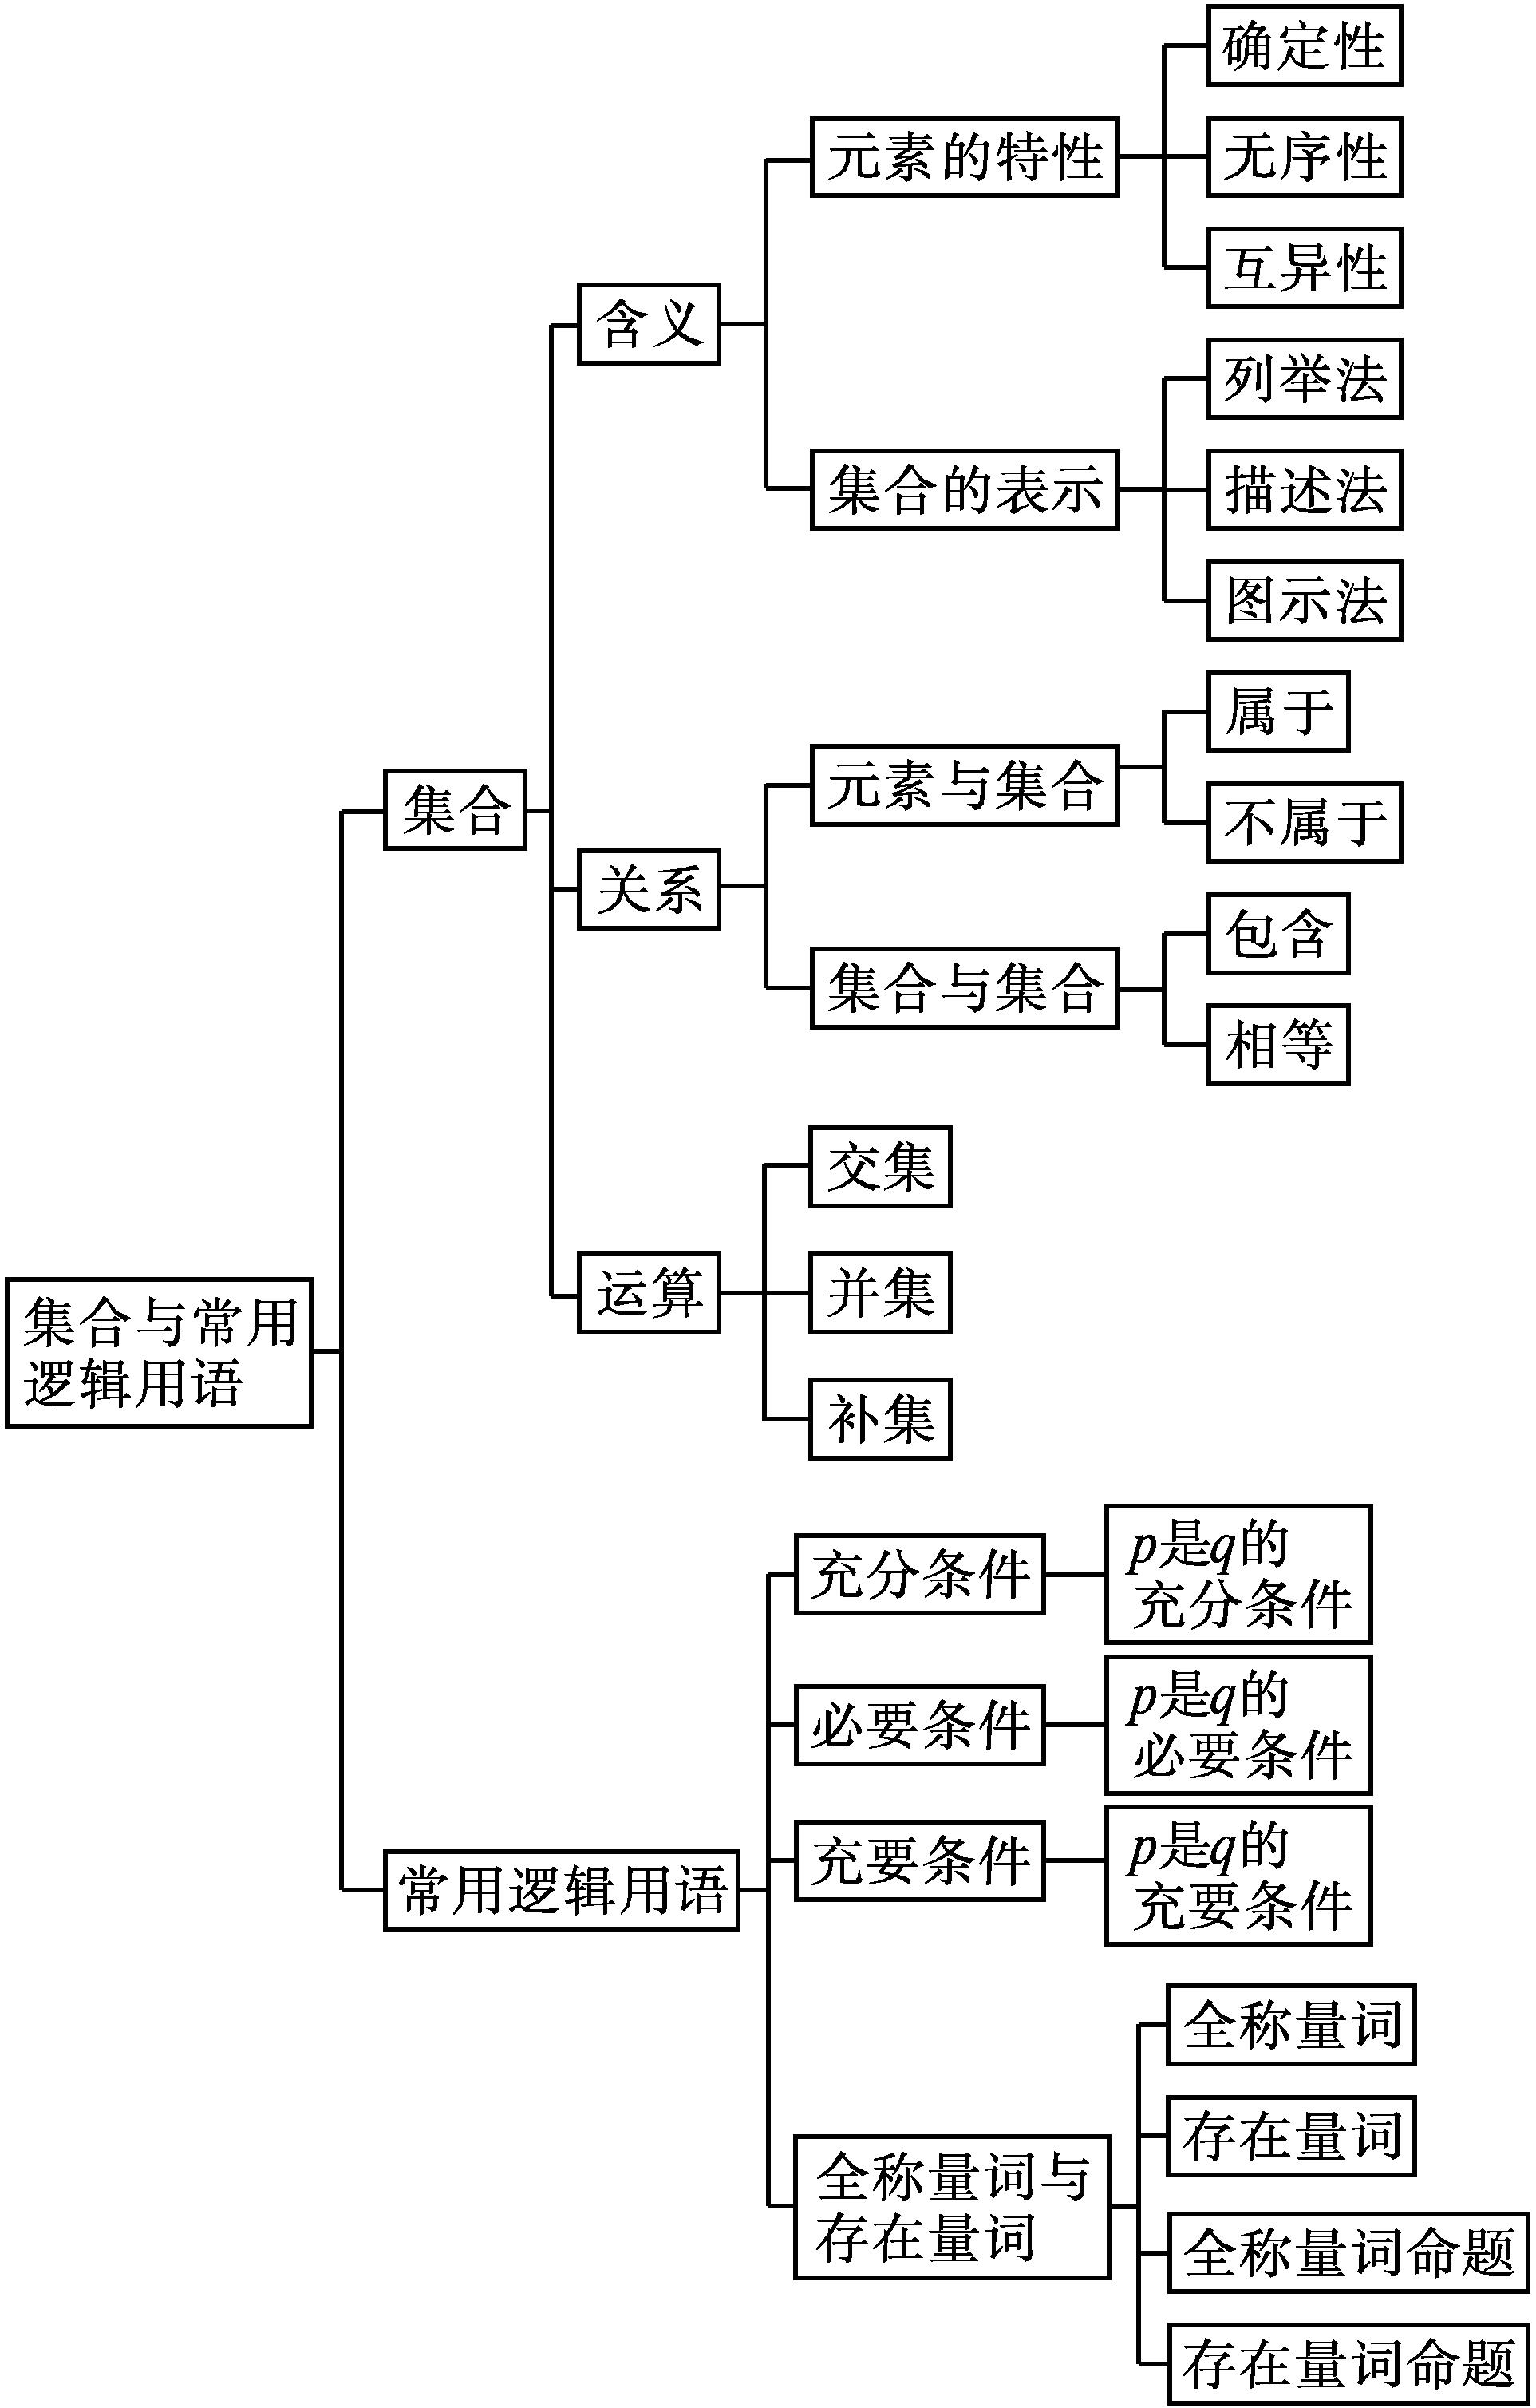 集合与常用
逻辑用语
集合
含义
元素的特性
确定性
无序性
互异性
集合的表示
列举法
描述法
图示法
关系
元素与集合
属于
不属于
集合与集合
包含
相等
运算
交集
并集
补集
常用逻辑用语
充分条件
p是q的
充分条件
必要条件
p是q的
必要条件
充要条件
p是q的
充要条件
全称量词与
存在量词
全称量词
存在量词
全称量词命题
存在量词命题